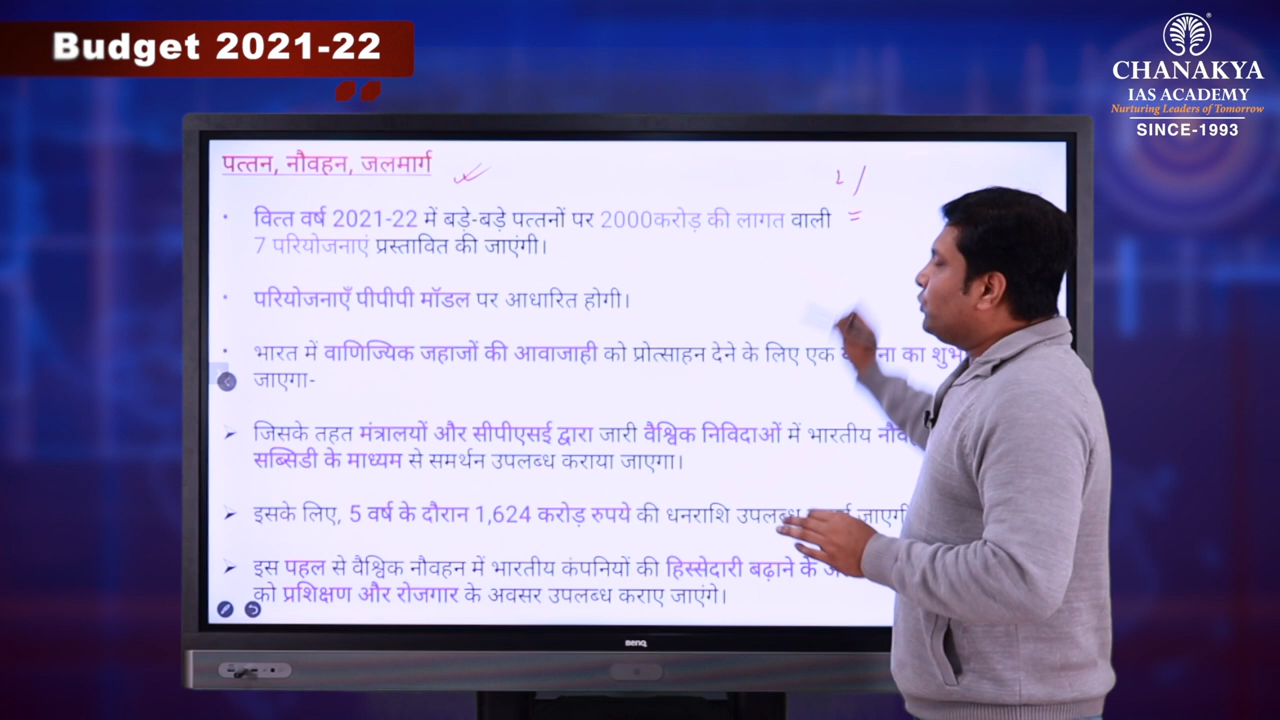 Budget 2021-22
CHANAKYA
IAS ACADEMY
Nurturing Leaders of Tomorrow
SINCE-1993
पत्तन, नौवहन, जलमार्ग
• वित्त वर्ष 2021-22 में बड़े-बड़े पत्तनों पर 2000करोड़ की लागत वाली
7 परियोजनाएं प्रस्तावित की जाएंगी।
• परियोजनाएँ पीपीपी मॉडल पर आधारित होगी।
• भारत में वाणिज्यिक जहाजों की आवाजाही को प्रोत्साहन देने के लिए एक का
जाएगा-
➤ जिसके तहत मंत्रालयों और सीपीएसई द्वारा जारी वैश्विक निविदाओं में भारतीय
सब्सिडी के माध्यम से समर्थन उपलब्ध कराया जाएगा।
➤ इसके लिए, 5 वर्ष के दौरान 1,624 करोड़ रुपये की धनराशि जाएगी
➤ इस पहल से वैश्विक नौवहन में भारतीय कंपनियों की हिस्सेदारी बढ़ाने के
को प्रशिक्षण और रोजगार के अवसर उपलब्ध कराए जाएंगे।
BenQ